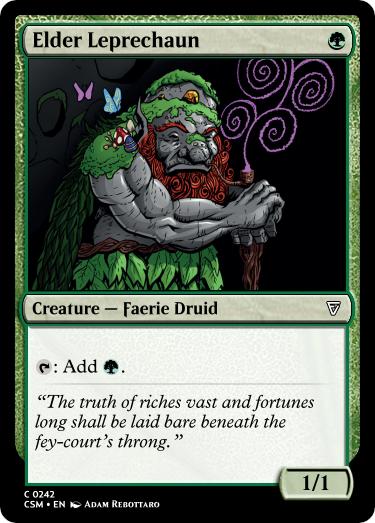 Elder Leprechaun
Creature — Faerie Druid
: Add .
“The truth of riches vast and fortunes
long shall be laid bare beneath the
fey-court's throng.”
1/1
C 0242
CSM • EN Adam Rebottaro